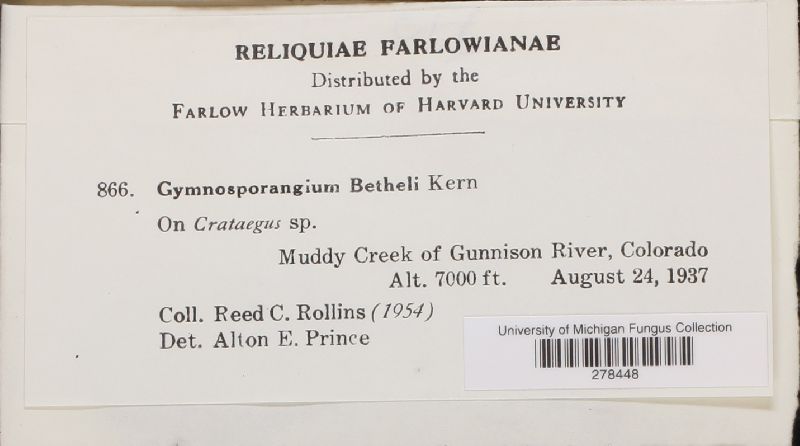 RELIQUIAE FARLOWIANAE
Distributed by the
FARLOW HERBARIUM OF HARVARD UNIVERSITY
866. Gymnosporangium Betheli Kern
On Crataegus sp.
Muddy Creek of Gunnison River, Colorado
Alt. 7000 ft. August 24, 1937
Coll. Reed C. Rollins (1954)
Det. Alton E. Prince
University of Michigan Fungus Collection
278448